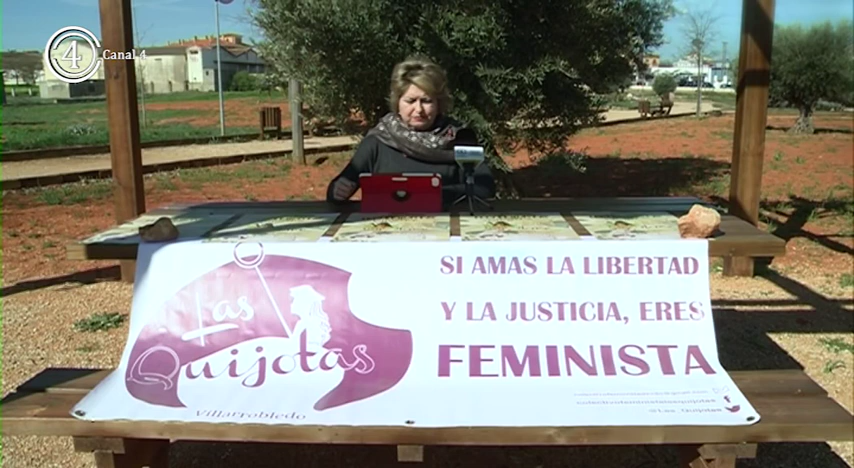 4
Canal 4
Las
Quijotas
Villarrobledo
SI AMAS LA LIBERTAD
Y LA JUSTICIA, ERES
FEMINISTA
@Las_Quijotas